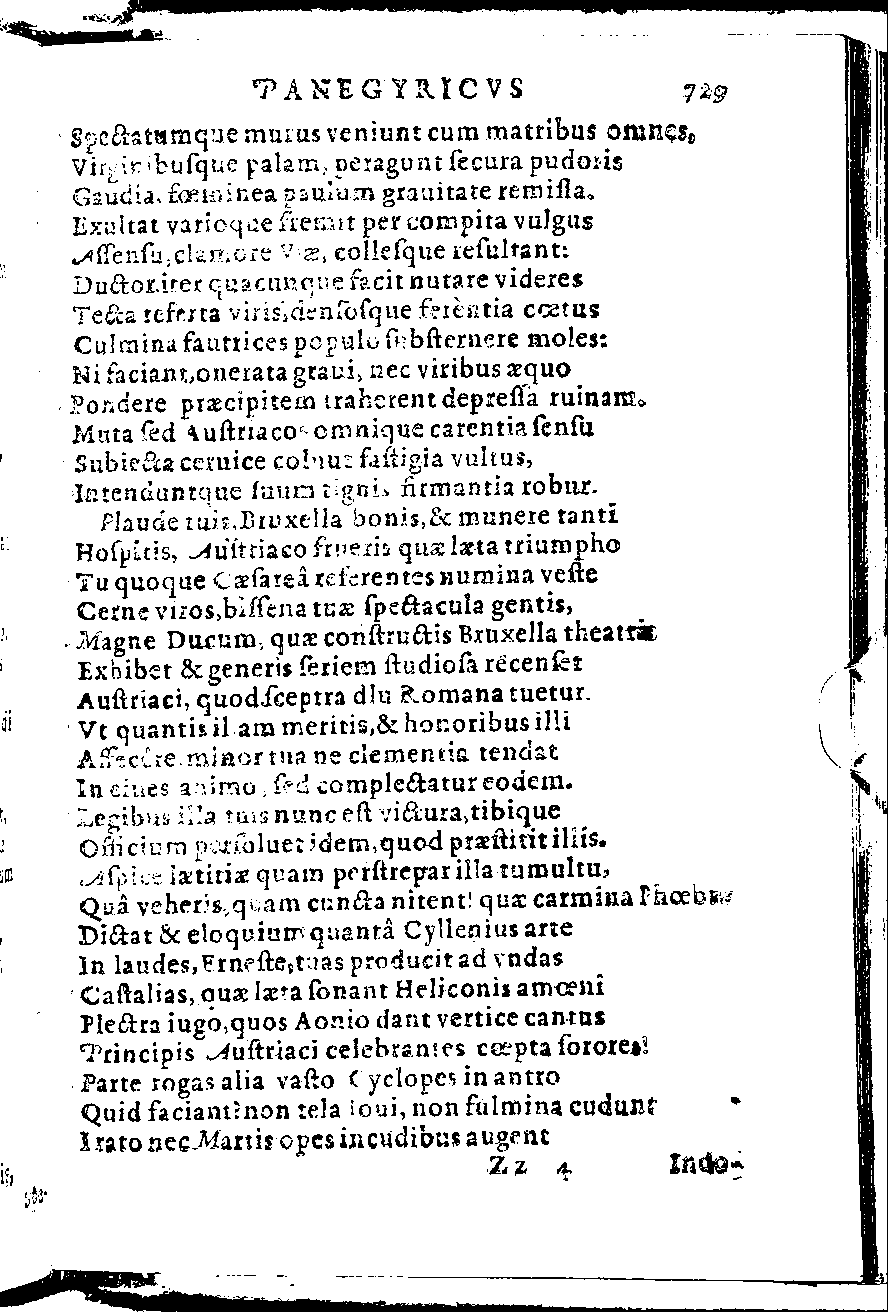 PANEGYRICVS 729
Spectatumque murus veniunt cum matribus omnes,
Virginibuſque palam, peragunt ſecura pudoris
Gaudia, fœminea paulum grauitate remiſſa.
Exultat varioque fremit per compita vulgus
Aſſenſu, clamore viæ, colleſque reſultant:
Ductor iter quacunque facit nutare videres
Tecta referta viris, denſoſque ferêntia cœtus
Culmina fautrices populo ſubſternere moles:
Ni faciant, onerata graui, nec viribus æquo
Pondere præcipitem traherent depreſſa ruinam.
Muta ſed Auſtriacos omnique carentia ſenſu
Subiecta ceruice colunt faſtigia vultus,
Intenduntque ſuum tignis firmantia robur.
Plaude tuis, Bruxella bonis, & munere tanti
Hoſpitis, Auſtriaco frueris quæ læta triumpho
Tu quoque Cæſareâ referentes numina veſte
Cerne viros, biſſena tuæ ſpectacula gentis,
Magne Ducum, quæ conſtructis Bruxella theatris
Exhibet & generis ſeriem ſtudioſa recenſet
Auſtriaci, quod ſceptra diu Romana tuetur.
Vt quantis illam meritis, & honoribus illi
Affecêre, minor tua ne clementia tendat
In ciues animo, ſed complectatur eodem.
Legibus illa tuis nunc eſt victura, tibique
Officium perſoluet idem, quod præſtitit illis.
Aſpice lætitiæ quam perſtrepat illa tumultu,
Quâ veheris, quam cuncta nitent! quæ carmina Phœbus
Dictat & eloquium quantâ Cyllenius arte
In laudes, Erneſte, tuas producit ad vndas
Caſtalias, quæ læta ſonant Heliconis amœni
Plectra iugo, quos Aonio dant vertice cantus
Principis Auſtriaci celebrantes cœpta ſorores!
Parte rogas alia vaſto Cyclopes in antro
Quid faciant? non tela Ioui, non fulmina cudunt
Irato nec Martis opes incudibus augent
Zz 4 Indo-